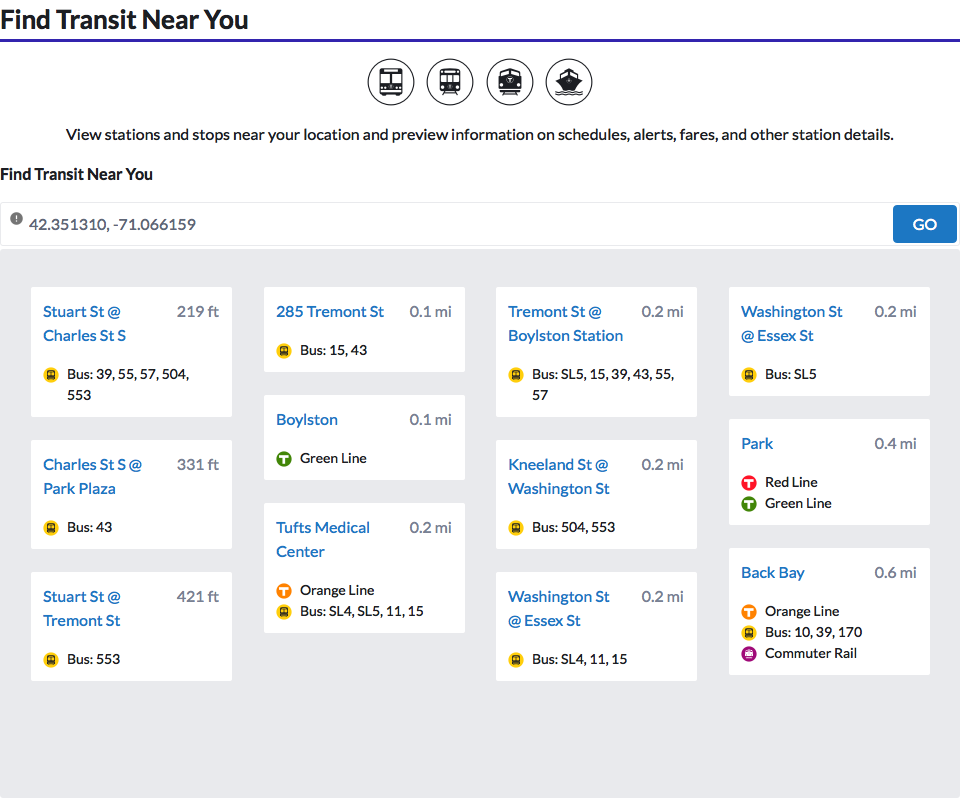 Find Transit Near You
View stations and stops near your location and preview information on schedules, alerts, fares, and other station details.
Find Transit Near You
42.351310, -71.066159
GO
Stuart St @ 219 ft
Charles St S
Bus: 39, 55, 57, 504,
553
Charles St S @ 331 ft
Park Plaza
Bus: 43
Stuart St @ 421 ft
Tremont St
Bus: 553
285 Tremont St 0.1 mi
Bus: 15, 43
Boylston 0.1 mi
T Green Line
Tufts Medical 0.2 mi
Center
T Orange Line
Bus: SL4, SL5, 11, 15
Tremont St @ 0.2 mi
Boylston Station
Bus: SL5, 15, 39, 43, 55,
57
Kneeland St @ 0.2 mi
Washington St
Bus: 504, 553
Washington St 0.2 mi
@ Essex St
Bus: SL4, 11, 15
Washington St 0.2 mi
@ Essex St
Bus: SL5
Park 0.4 mi
T Red Line
T Green Line
Back Bay 0.6 mi
T Orange Line
Bus: 10, 39, 170
Commuter Rail